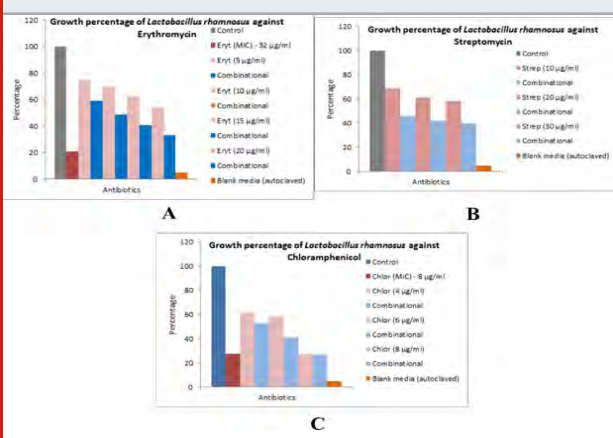 Growth percentage of Lactobacillus rhamnosus against
Erythromycin
120
100
80
60
40
20
0
Percentage
Antibiotics
Control
Eryt (MIC) - 32 µg/ml
Eryt (5 µg/ml)
Combinational
Eryt (10 µg/ml)
Combinational
Eryt (15 µg/ml)
Combinational
Eryt (20 µg/ml)
Combinational
Blank media (autoclaved)
A
Growth percentage of Lactobacillus rhamnosus against
Streptomycin
120
100
80
60
40
20
0
Percentage
Antibiotics
Control
Strep (10 µg/ml)
Combinational
Strep (20 µg/ml)
Combinational
Strep (30 µg/ml)
Combinational
Blank media (autoclaved)
B
Growth percentage of Lactobacillus rhamnosus against
Chloramphenicol
120
100
80
60
40
20
0
Percentage
Antibiotics
Control
Chlor (MIC) - 8 µg/ml
Chlor (4 µg/ml)
Combinational
Chlor (6 µg/ml)
Combinational
Chlor (8 µg/ml)
Combinational
Blank media (autoclaved)
C